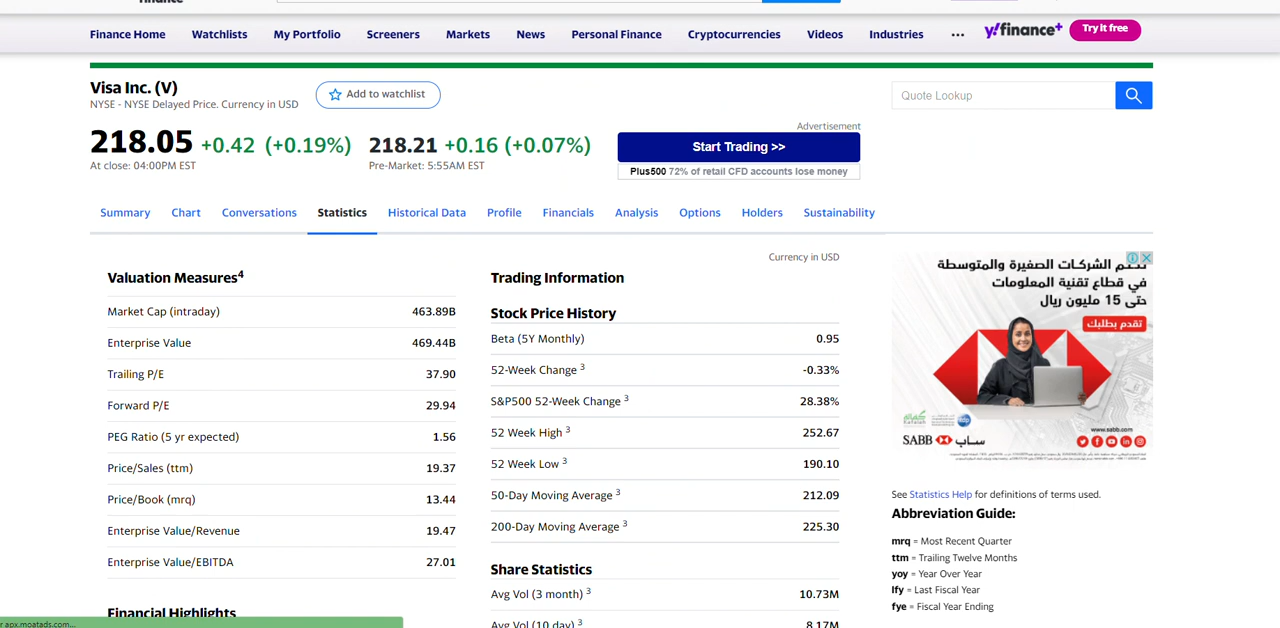 Finance Home Watchlists My Portfolio Screeners Markets News Personal Finance Cryptocurrencies Videos Industries ... y!finance+ Try it free
Visa Inc. (V)
NYSE - NYSE Delayed Price. Currency in USD
Add to watchlist
Quote Lookup
218.05 +0.42 (+0.19%)
At close: 04:00PM EST
218.21 +0.16 (+0.07%)
Pre-Market: 5:55AM EST
Advertisement
Start Trading >>
Plus500 72% of retail CFD accounts lose money
Summary Chart Conversations Statistics Historical Data Profile Financials Analysis Options Holders Sustainability
Currency in USD
Valuation Measures4
Market Cap (intraday) 463.89B
Enterprise Value 469.44B
Trailing P/E 37.90
Forward P/E 29.94
PEG Ratio (5 yr expected) 1.56
Price/Sales (ttm) 19.37
Price/Book (mrq) 13.44
Enterprise Value/Revenue 19.47
Enterprise Value/EBITDA 27.01
Financial Highlights
Trading Information
Stock Price History
Beta (5Y Monthly) 0.95
52-Week Change 3 -0.33%
S&P500 52-Week Change 3 28.38%
52 Week High 3 252.67
52 Week Low 3 190.10
50-Day Moving Average 3 212.09
200-Day Moving Average 3 225.30
Share Statistics
Avg Vol (3 month) 3 10.73M
Avg Vol (10 day) 3 8.17M
الشركات الصغيرة والمتوسطة
في قطاع تقنية المعلومات
حتى 15 مليون ريال
تقدم بطلبك
SABB ساب
www.sabb.com
See Statistics Help for definitions of terms used.
Abbreviation Guide:
mrq = Most Recent Quarter
ttm = Trailing Twelve Months
yoy = Year Over Year
lfy = Last Fiscal Year
fye = Fiscal Year Ending
r apx.moatads.com...